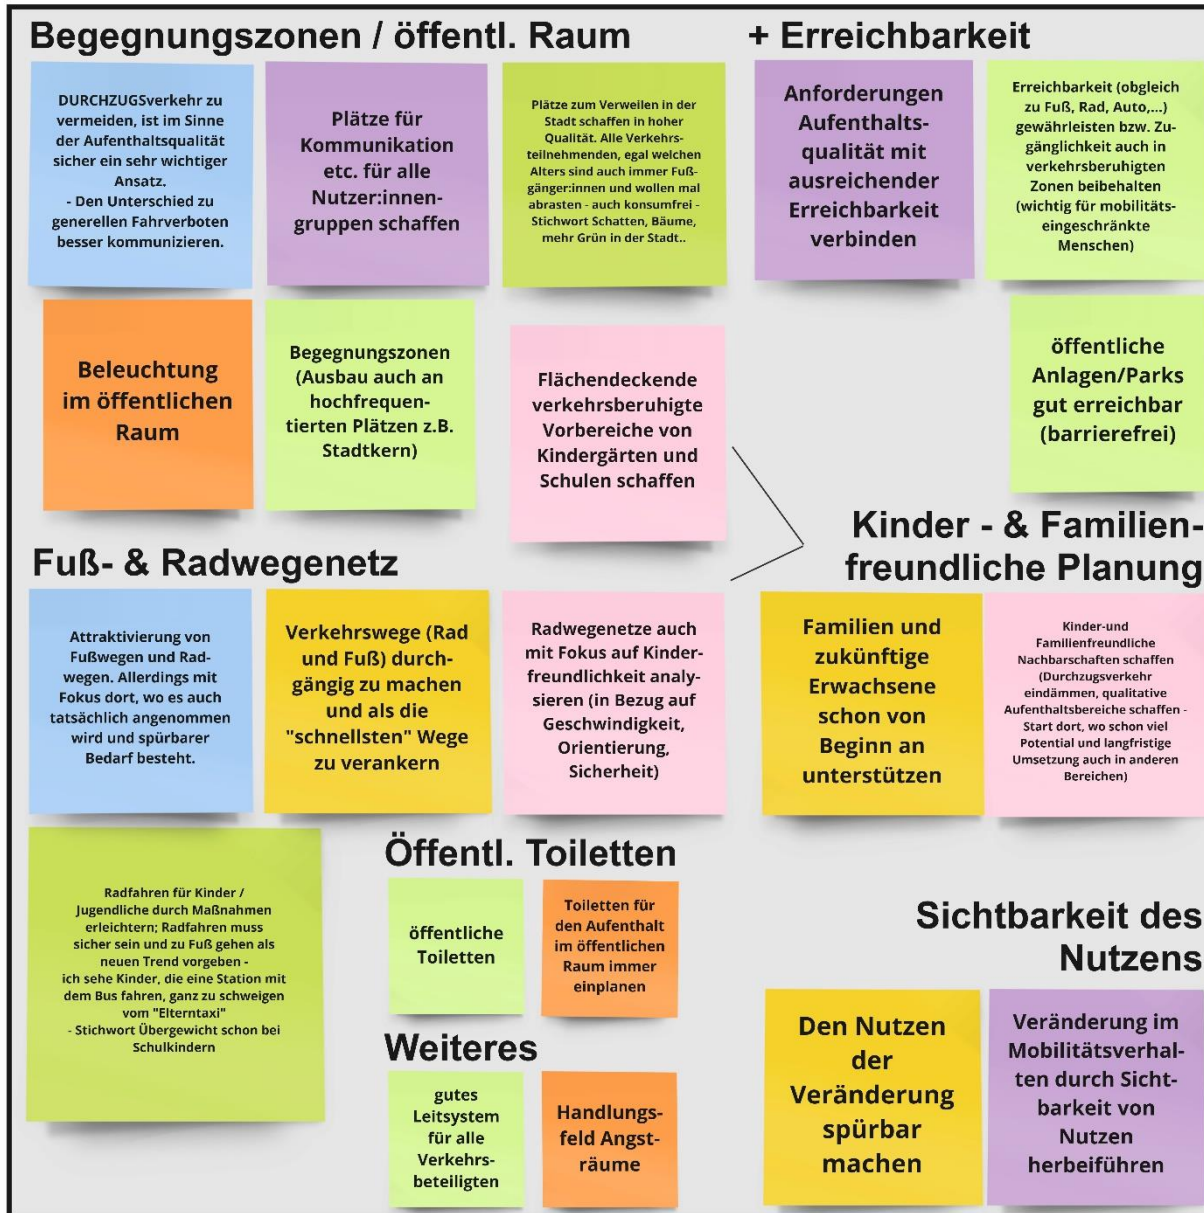 Begegnungszonen / öffentl. Raum
DURCHZUGSverkehr zu
vermeiden, ist im Sinne
der Aufenthaltsqualität
sicher ein sehr wichtiger
Ansatz.
- Den Unterschied zu
generellen Fahrverboten
besser kommunizieren.
Plätze für
Kommunikation
etc. für alle
Nutzer:innen-
gruppen schaffen
Plätze zum Verweilen in der
Stadt schaffen in hoher
Qualität. Alle Verkehrs-
teilnehmenden, egal welchen
Alters sind auch immer Fuß-
gänger:innen und wollen mal
abrasten - auch konsumfrei -
Stichwort Schatten, Bäume,
mehr Grün in der Stadt..
Beleuchtung
im öffentlichen
Raum
Begegnungszonen
(Ausbau auch an
hochfrequen-
tierten Plätzen z.B.
Stadtkern)
Flächendeckende
verkehrsberuhigte
Vorbereiche von
Kindergärten und
Schulen schaffen
+ Erreichbarkeit
Anforderungen
Aufenthalts-
qualität mit
ausreichender
Erreichbarkeit
verbinden
Erreichbarkeit (obgleich
zu Fuß, Rad, Auto,...)
gewährleisten bzw. Zu-
gänglichkeit auch in
verkehrsberuhigten
Zonen beibehalten
(wichtig für mobilitäts-
eingeschränkte
Menschen)
öffentliche
Anlagen/Parks
gut erreichbar
(barrierefrei)
Fuß- & Radwegenetz
Attraktivierung von
Fußwegen und Rad-
wegen. Allerdings mit
Fokus dort, wo es auch
tatsächlich angenommen
wird und spürbarer
Bedarf besteht.
Verkehrswege (Rad
und Fuß) durch-
gängig zu machen
und als die
"schnellsten" Wege
zu verankern
Radwegenetze auch
mit Fokus auf Kinder-
freundlichkeit analy-
sieren (in Bezug auf
Geschwindigkeit,
Orientierung,
Sicherheit)
Radfahren für Kinder /
Jugendliche durch Maßnahmen
erleichtern; Radfahren muss
sicher sein und zu Fuß gehen als
neuen Trend vorgeben -
ich sehe Kinder, die eine Station mit
dem Bus fahren, ganz zu schweigen
vom "Elterntaxi"
- Stichwort Übergewicht schon bei
Schulkindern
Kinder - & Familien-
freundliche Planung
Familien und
zukünftige
Erwachsene
schon von
Beginn an
unterstützen
Kinder-und
Familienfreundliche
Nachbarschaften schaffen
(Durchzugsverkehr
eindämmen, qualitative
Aufenthaltsbereiche schaffen -
Start dort, wo schon viel
Potential und langfristige
Umsetzung auch in anderen
Bereichen)
Öffentl. Toiletten
öffentliche
Toiletten
Toiletten für
den Aufenthalt
im öffentlichen
Raum immer
einplanen
Weiteres
gutes
Leitsystem
für alle
Verkehrs-
beteiligten
Handlungs-
feld Angst-
räume
Sichtbarkeit des
Nutzens
Den Nutzen
der
Veränderung
spürbar
machen
Veränderung im
Mobilitätsverhal-
ten durch Sicht-
barkeit von
Nutzen
herbeiführen